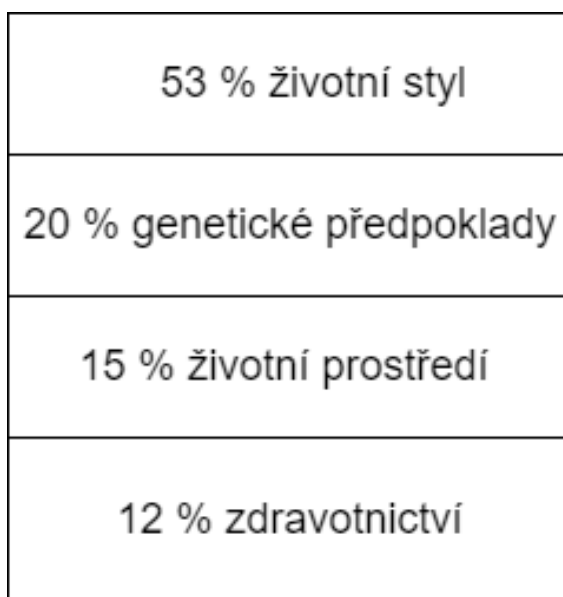 53 % životní styl
20 % genetické předpoklady
15 % životní prostředí
12 % zdravotnictví